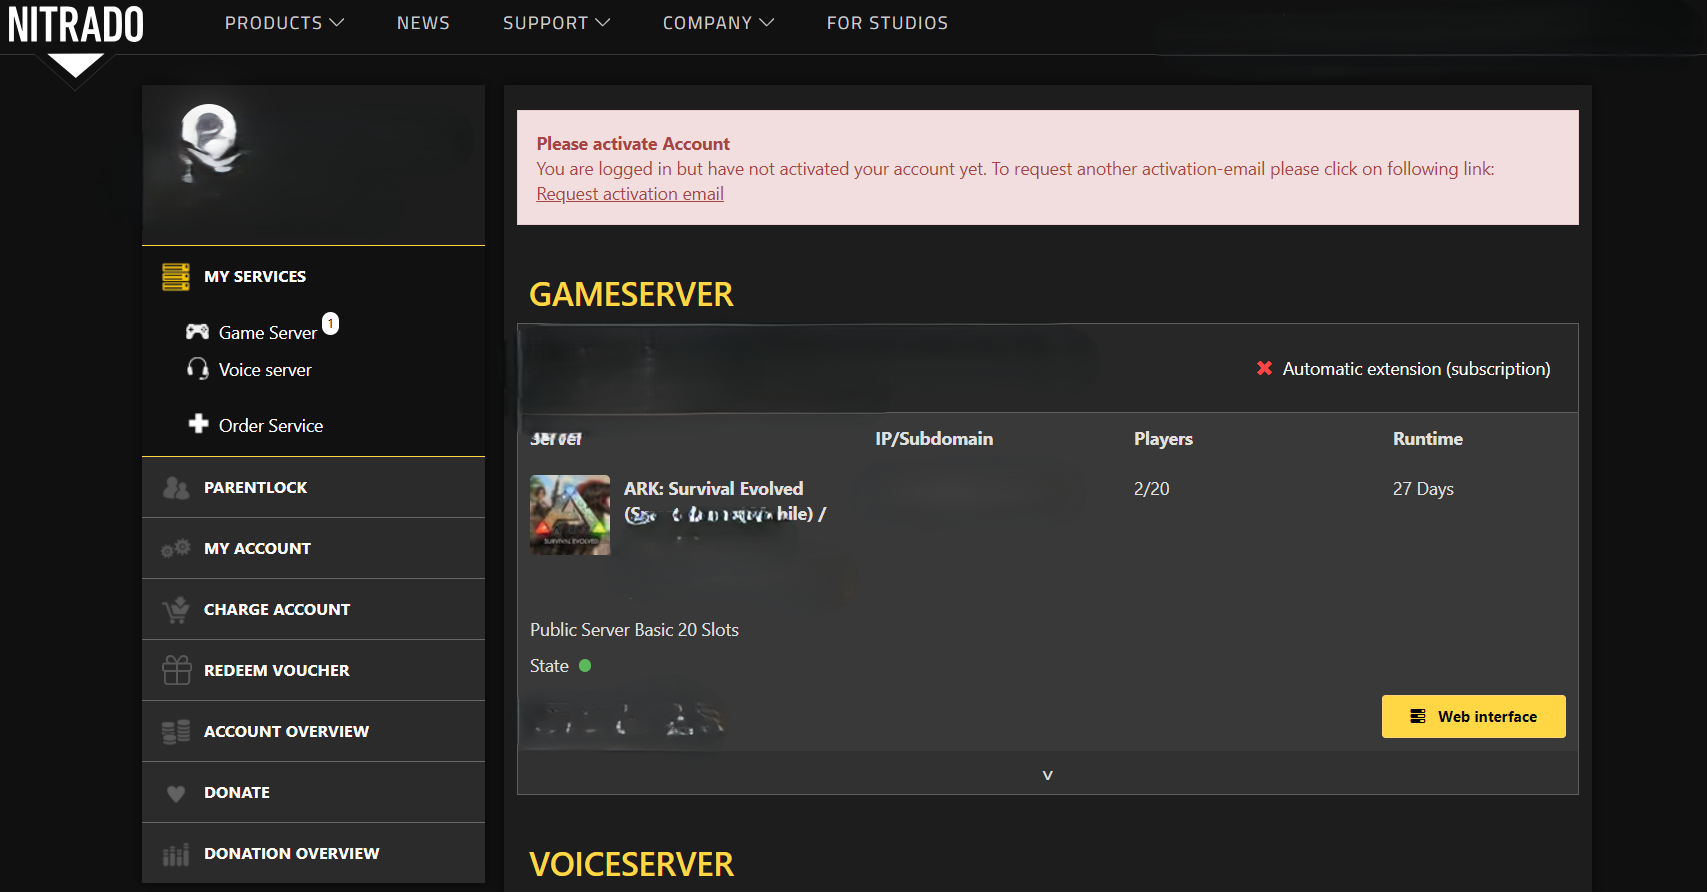 NITRADO
PRODUCTS
NEWS
SUPPORT
COMPANY
FOR STUDIOS
Please activate Account
You are logged in but have not activated your account yet. To request another activation-email please click on following link:
Request activation email
MY SERVICES
Game Server 1
Voice server
Order Service
PARENTLOCK
MY ACCOUNT
CHARGE ACCOUNT
REDEEM VOUCHER
ACCOUNT OVERVIEW
DONATE
DONATION OVERVIEW
GAMESERVER
Automatic extension (subscription)
IP/Subdomain
Players
Runtime
ARK: Survival Evolved
/
2/20
27 Days
Public Server Basic 20 Slots
State
Web interface
v
VOICESERVER